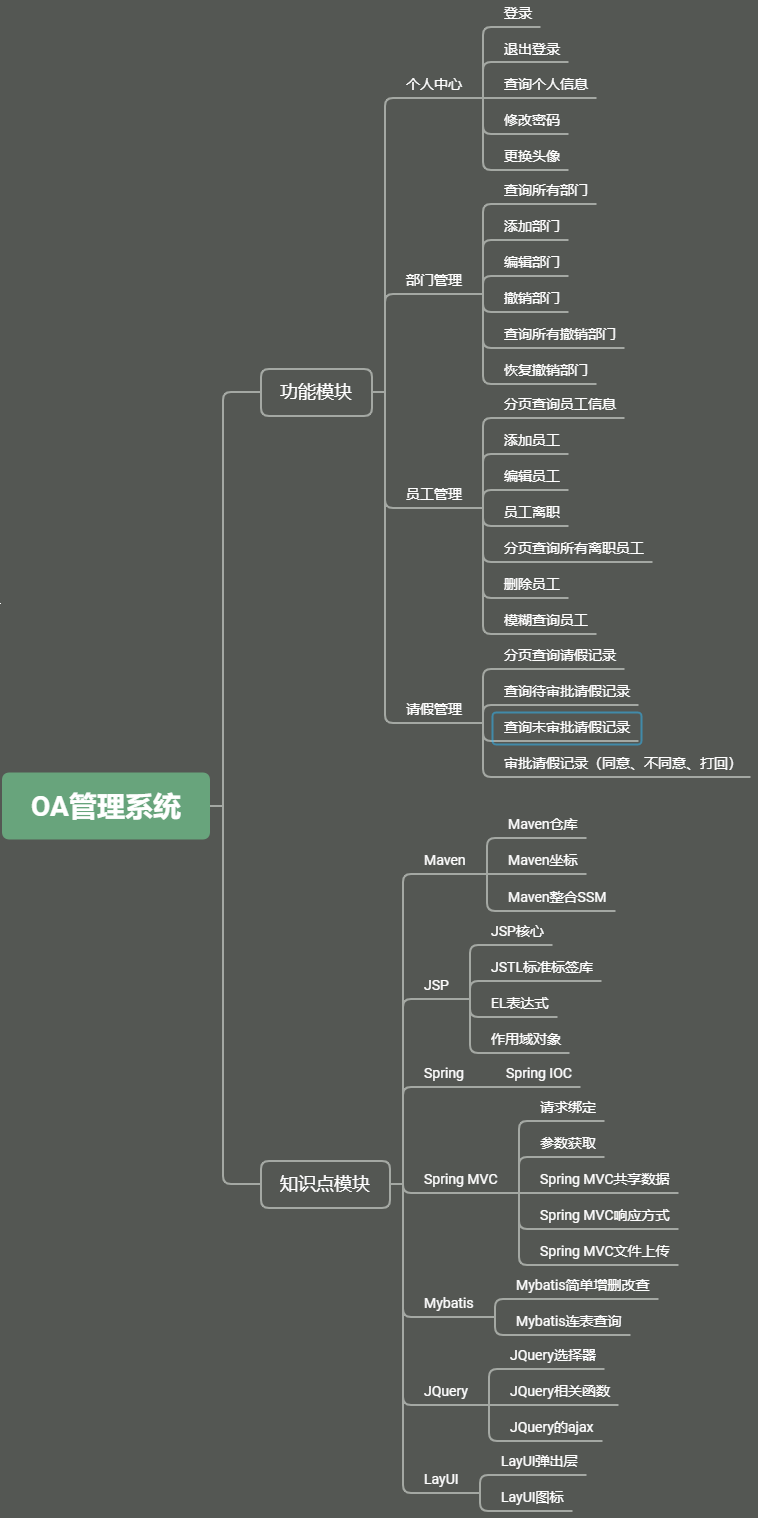 OA管理系统
功能模块
个人中心
登录
退出登录
查询个人信息
修改密码
更换头像
部门管理
查询所有部门
添加部门
编辑部门
撤销部门
查询所有撤销部门
恢复撤销部门
员工管理
分页查询员工信息
添加员工
编辑员工
员工离职
分页查询所有离职员工
删除员工
模糊查询员工
请假管理
分页查询请假记录
查询待审批请假记录
查询未审批请假记录
审批请假记录（同意、不同意、打回）
知识点模块
Maven
Maven仓库
Maven坐标
Maven整合SSM
JSP
JSP核心
JSTL标准标签库
EL表达式
作用域对象
Spring
Spring IOC
Spring MVC
请求绑定
参数获取
Spring MVC共享数据
Spring MVC响应方式
Spring MVC文件上传
Mybatis
Mybatis简单增删改查
Mybatis连表查询
JQuery
JQuery选择器
JQuery相关函数
JQuery的ajax
LayUI
LayUI弹出层
LayUI图标